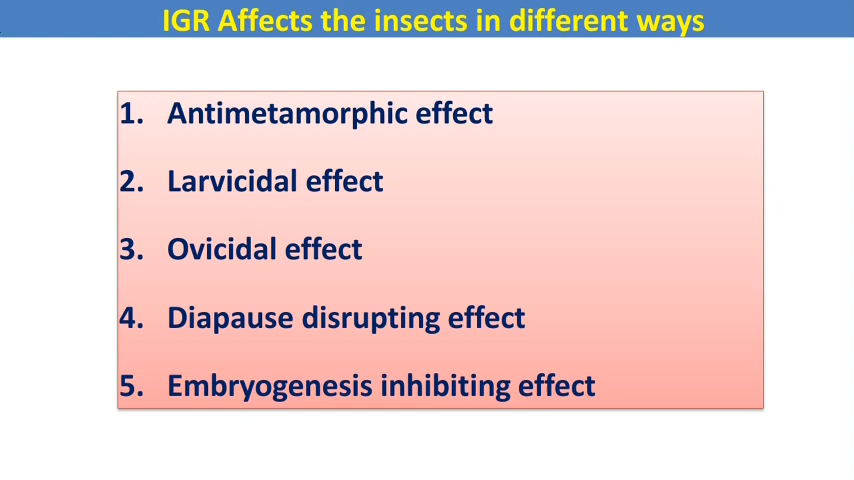 IGR Affects the insects in different ways
1. Antimetamorphic effect
2. Larvicidal effect
3. Ovicidal effect
4. Diapause disrupting effect
5. Embryogenesis inhibiting effect